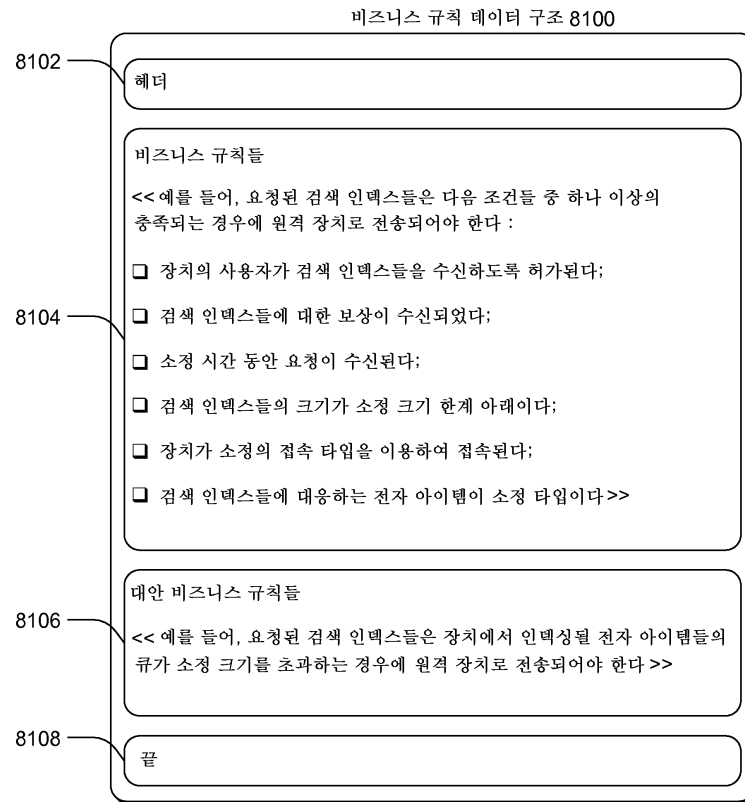 비즈니스 규칙 데이터 구조 8100
8102
헤더
비즈니스 규칙들
<< 예를 들어, 요청된 검색 인덱스들은 다음 조건들 중 하나 이상의
충족되는 경우에 원격 장치로 전송되어야 한다 :
❑ 장치의 사용자가 검색 인덱스들을 수신하도록 허가된다;
8104
❑ 검색 인덱스들에 대한 보상이 수신되었다;
❑ 소정 시간 동안 요청이 수신된다;
❑ 검색 인덱스들의 크기가 소정 크기 한계 아래이다;
❑ 장치가 소정의 접속 타입을 이용하여 접속된다;
❑ 검색 인덱스들에 대응하는 전자 아이템이 소정 타입이다>>
대안 비즈니스 규칙들
8106
<< 예를 들어, 요청된 검색 인덱스들은 장치에서 인덱싱될 전자 아이템들의
큐가 소정 크기를 초과하는 경우에 원격 장치로 전송되어야 한다 >>
8108
끝